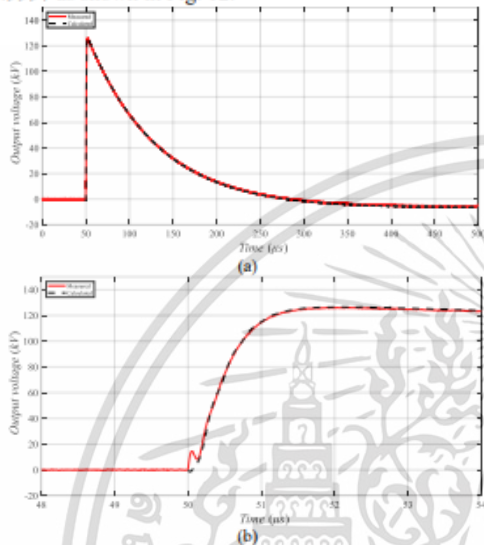 140
120
100
80
60
40
20
0
-20
Output voltage (kV)
Measured
Calculated
0 50 100 150 200 250 300 350 400 450 500
Time (μs)
(a)
140
120
100
80
60
40
20
0
-20
Output voltage (kV)
Measured
Calculated
48 49 50 51 52 53 54
Time (μs)
(b)